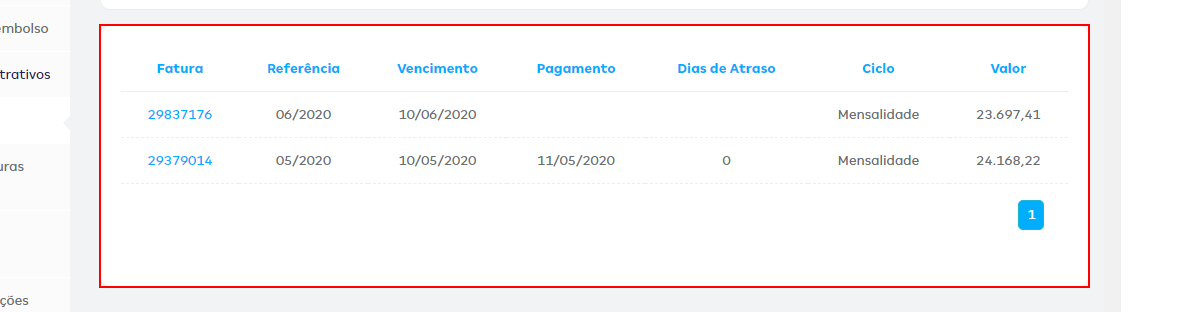 embolso
trativos
uras
ções
Fatura Referência Vencimento Pagamento Dias de Atraso Ciclo Valor
29837176 06/2020 10/06/2020 Mensalidade 23.697,41
29379014 05/2020 10/05/2020 11/05/2020 0 Mensalidade 24.168,22
1